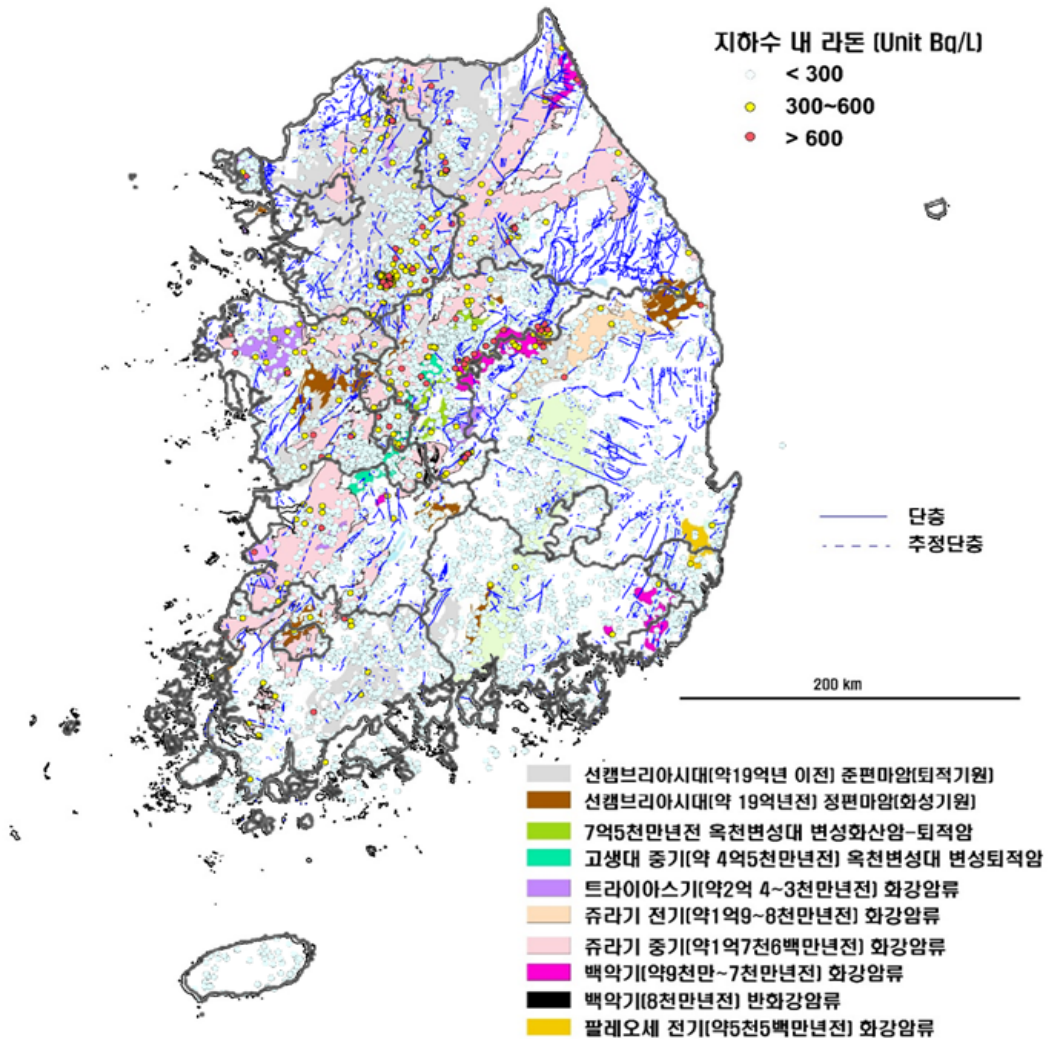 지하수 내 라돈 (Unit Bq/L)
< 300
300~600
> 600
단층
추정단층
200 km
선캠브리아시대(약19억년 이전) 준편마암(퇴적기원)
선캠브리아시대(약 19억년전) 정편마암(화성기원)
7억5천만년전 옥천변성대 변성화산암-퇴적암
고생대 중기(약 4억5천만년전) 옥천변성대 변성퇴적암
트라이아스기(약2억 4~3천만년전) 화강암류
쥬라기 전기(약1억9~8천만년전) 화강암류
쥬라기 중기(약1억7천6백만년전) 화강암류
백악기(약9천만~7천만년전) 화강암류
백악기(8천만년전) 반화강암류
팔레오세 전기(약5천5백만년전) 화강암류